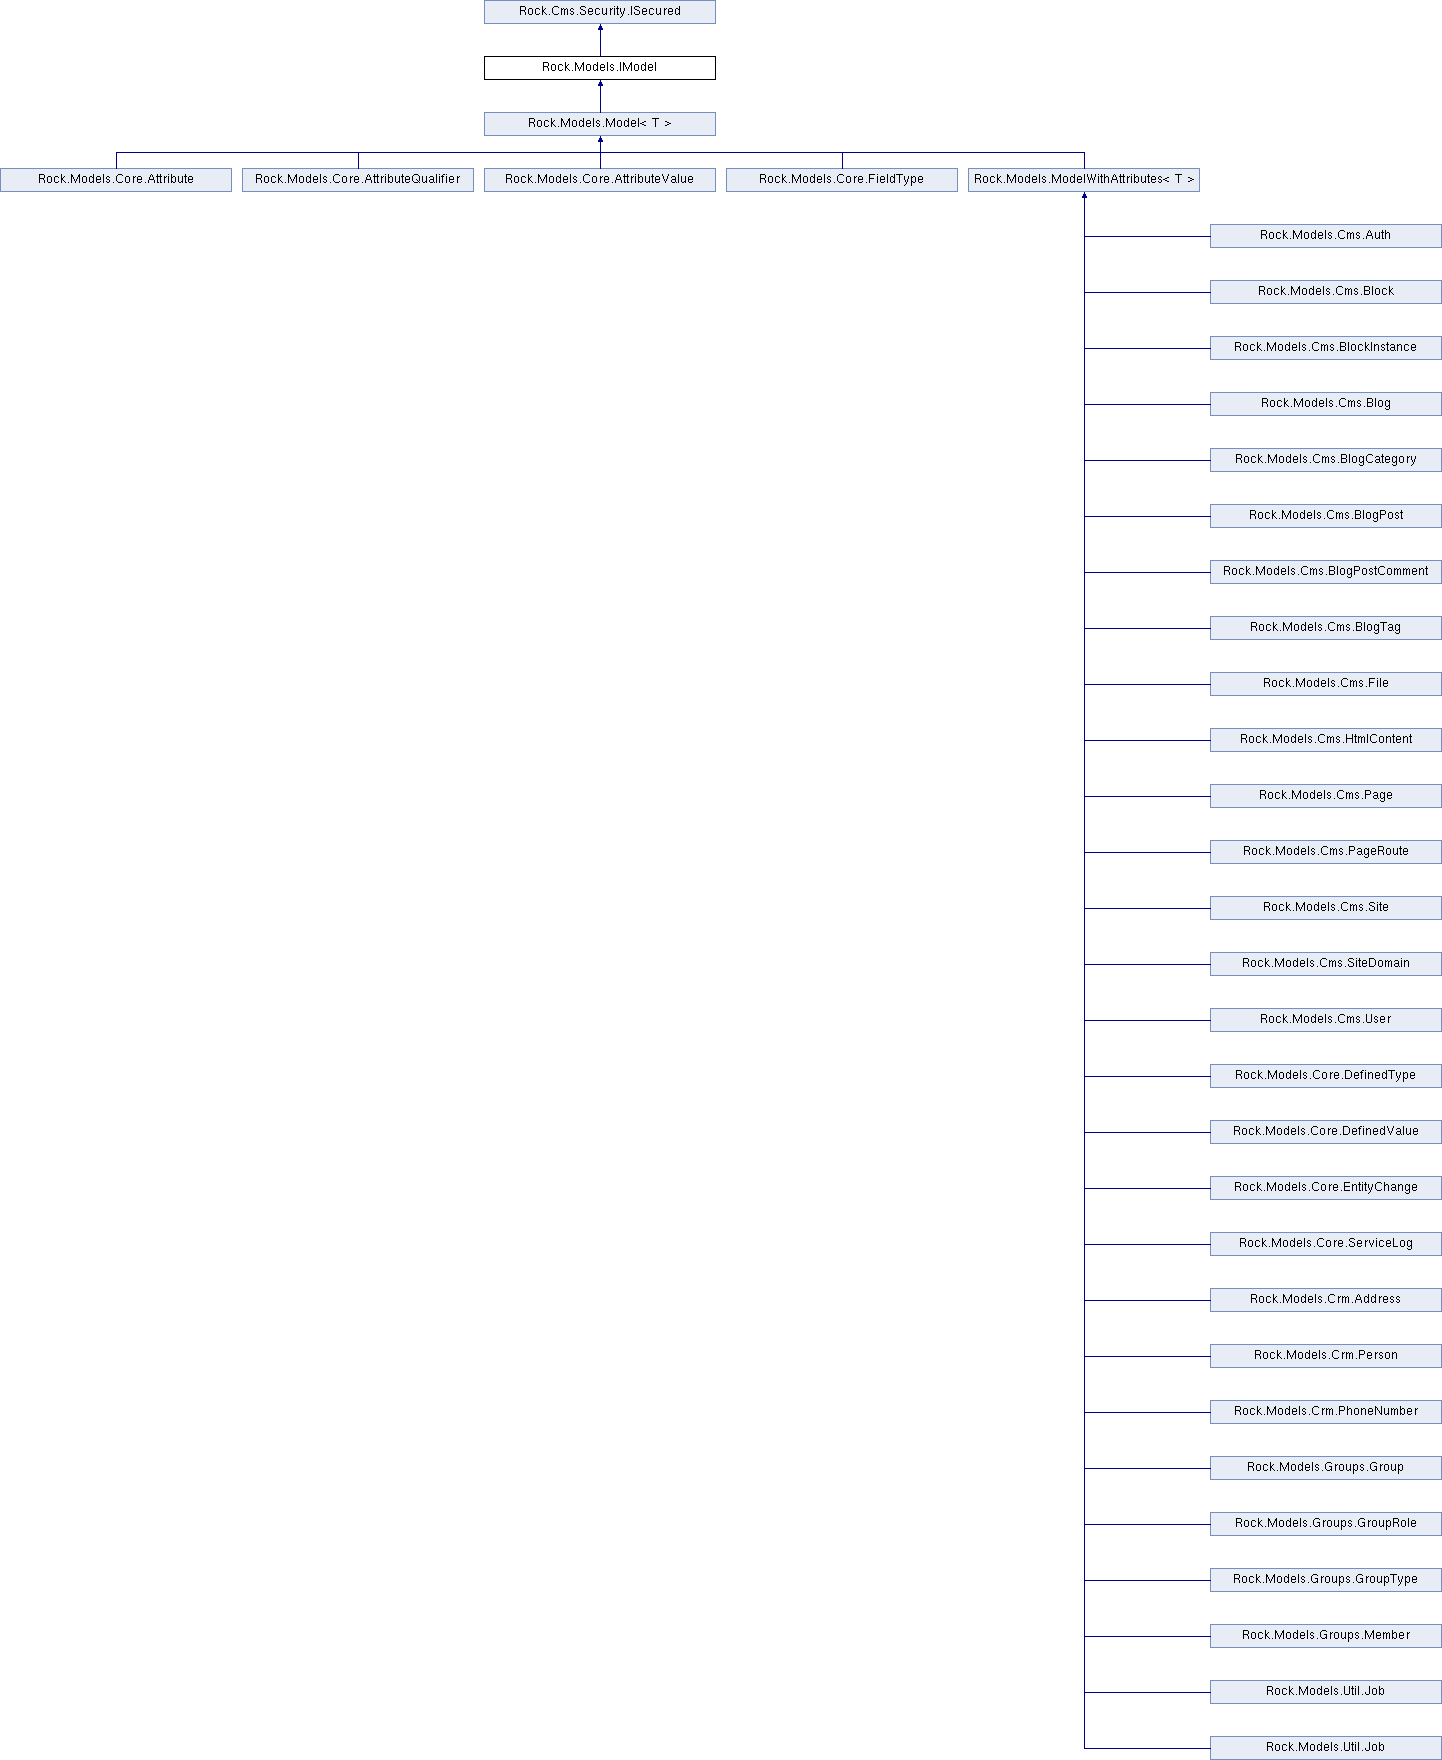 Rock.Cms.Security.ISecured
Rock.Models.IModel
Rock.Models.Model< T >
Rock.Models.Core.Attribute
Rock.Models.Core.AttributeQualifier
Rock.Models.Core.AttributeValue
Rock.Models.Core.FieldType
Rock.Models.ModelWithAttributes< T >
Rock.Models.Cms.Auth
Rock.Models.Cms.Block
Rock.Models.Cms.BlockInstance
Rock.Models.Cms.Blog
Rock.Models.Cms.BlogCategory
Rock.Models.Cms.BlogPost
Rock.Models.Cms.BlogPostComment
Rock.Models.Cms.BlogTag
Rock.Models.Cms.File
Rock.Models.Cms.HtmlContent
Rock.Models.Cms.Page
Rock.Models.Cms.PageRoute
Rock.Models.Cms.Site
Rock.Models.Cms.SiteDomain
Rock.Models.Cms.User
Rock.Models.Core.DefinedType
Rock.Models.Core.DefinedValue
Rock.Models.Core.EntityChange
Rock.Models.Core.ServiceLog
Rock.Models.Crm.Address
Rock.Models.Crm.Person
Rock.Models.Crm.PhoneNumber
Rock.Models.Groups.Group
Rock.Models.Groups.GroupRole
Rock.Models.Groups.GroupType
Rock.Models.Groups.Member
Rock.Models.Util.Job
Rock.Models.Util.Job